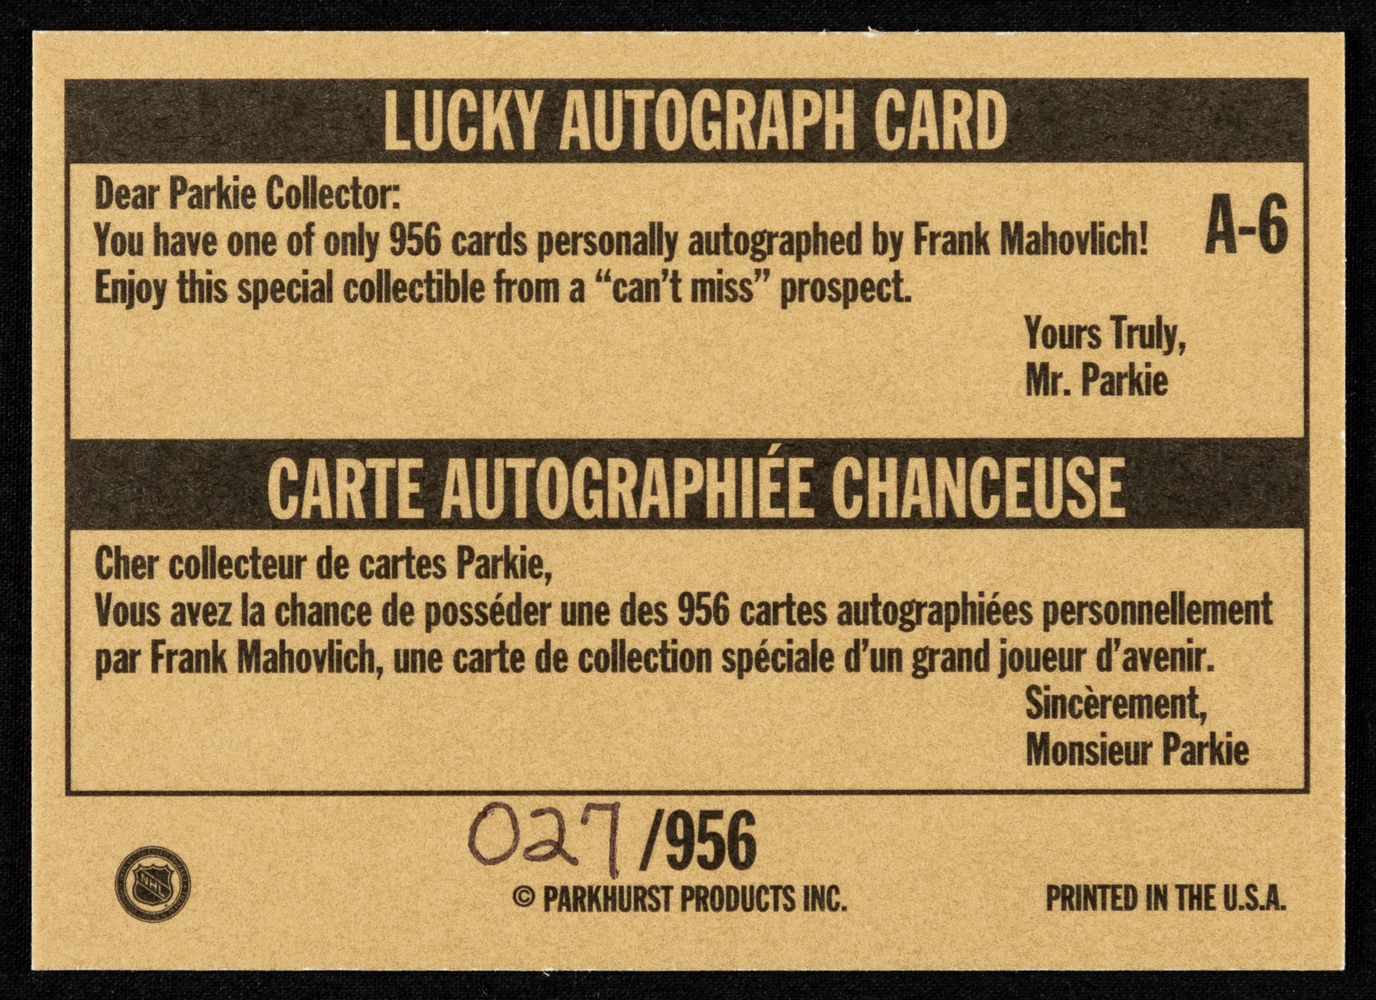 LUCKY AUTOGRAPH CARD
Dear Parkie Collector:
A-6
You have one of only 956 cards personally autographed by Frank Mahovlich!
Enjoy this special collectible from a “can’t miss” prospect.
Yours Truly,
Mr. Parkie
CARTE AUTOGRAPHIÉE CHANCEUSE
Cher collecteur de cartes Parkie,
Vous avez la chance de posséder une des 956 cartes autographiées personnellement
par Frank Mahovlich, une carte de collection spéciale d’un grand joueur d’avenir.
Sincèrement,
Monsieur Parkie
027/956
NHL
© PARKHURST PRODUCTS INC.
PRINTED IN THE U.S.A.